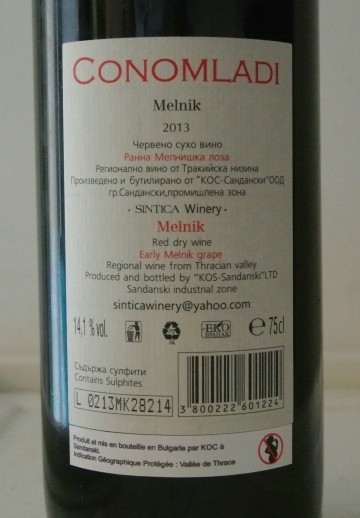 CONOMLADI
Melnik
2013
Червено сухо вино
Ранна Мелнишка лоза
Регионално вино от Тракийска низина
Произведено и бутилирано от "КОС-Сандански"ООД
гр.Сандански,промишлена зона
· SINTICA Winery ·
Melnik
Red dry wine
Early Melnik grape
Regional wine from Thracian valley
Produced and bottled by "KOS-Sandanski"LTD
Sandanski industrial zone
sinticawinery@yahoo.com
14,1 % vol.
GL
ЕКО
e 75cl
Съдържа сулфити
Contains Sulphites
L 0213MK28214
3 800222 601224
Produit et mis en bouteille en Bulgarie par KOC à
Sandanski.
Indication Géographique Protégée : Vallée de Thrace